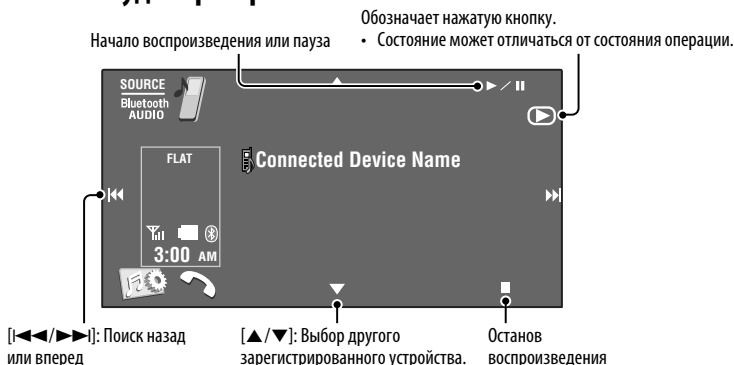 Обозначает нажатую кнопку.
Начало воспроизведения или пауза
• Состояние может отличаться от состояния операции.
SOURCE
Bluetooth
AUDIO
FLAT
Connected Device Name
3:00 AM
[⏮/⏭]: Поиск назад
или вперед
[▲/▼]: Выбор другого
зарегистрированного устройства.
Останов
воспроизведения